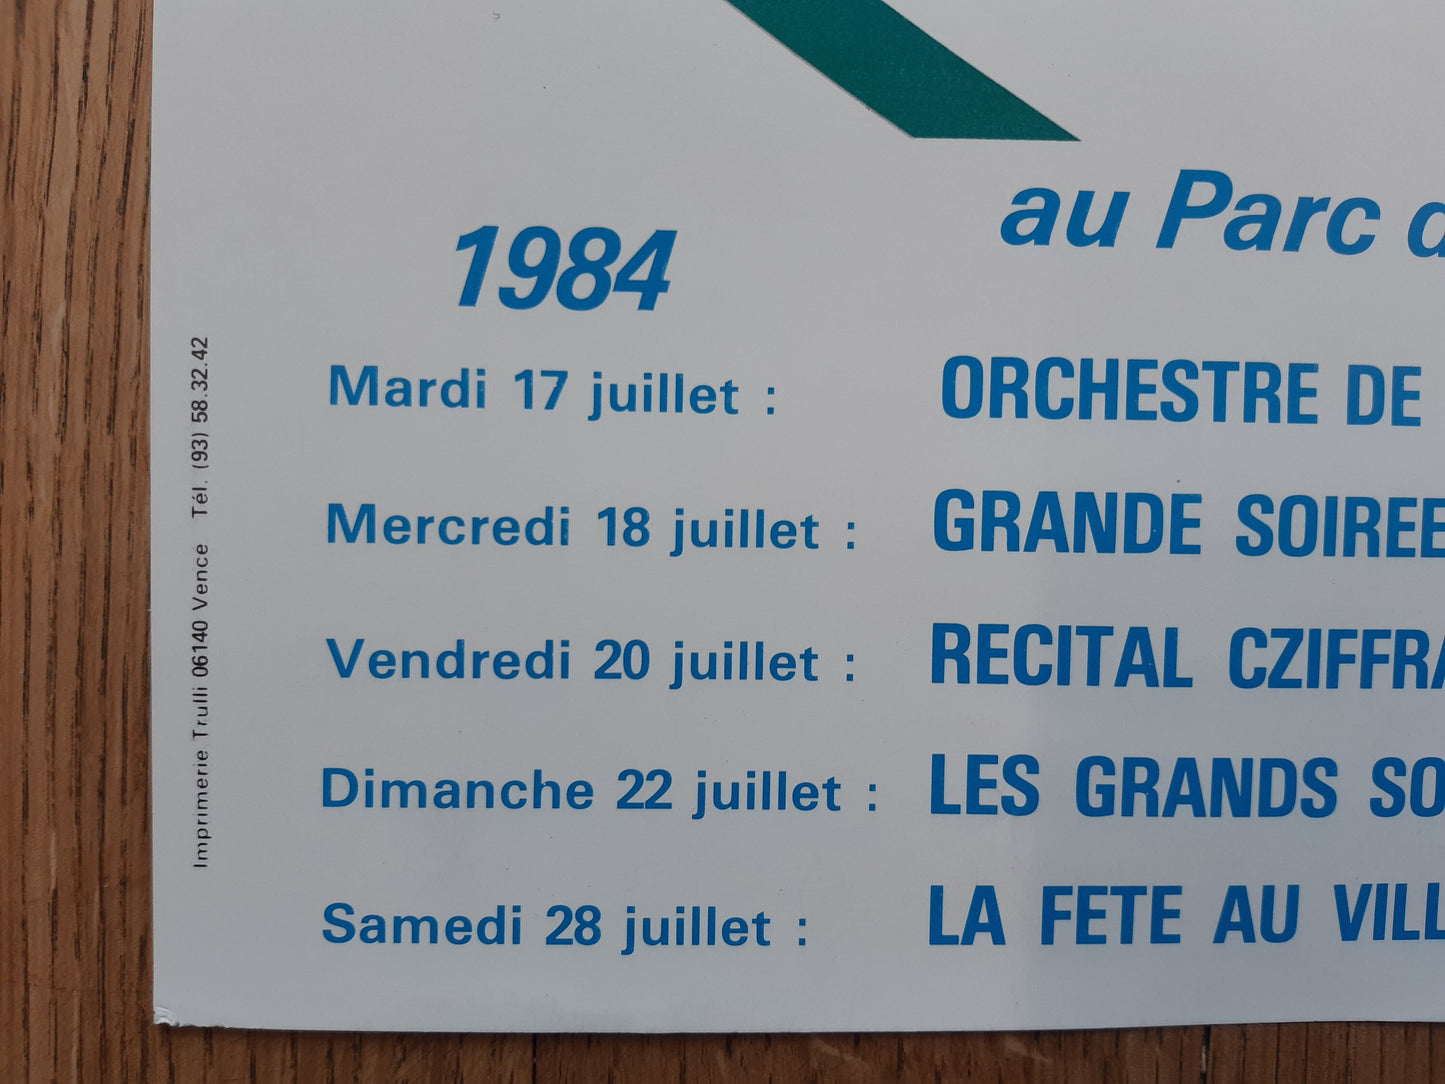 au Parc d
1984
Mardi 17 juillet : ORCHESTRE DE
Mercredi 18 juillet : GRANDE SOIREE
Vendredi 20 juillet : RECITAL CZIFFRA
Dimanche 22 juillet : LES GRANDS SO
Samedi 28 juillet : LA FETE AU VILL
Imprimerie Trulli 06140 Vence Tél. (93) 58.32.42